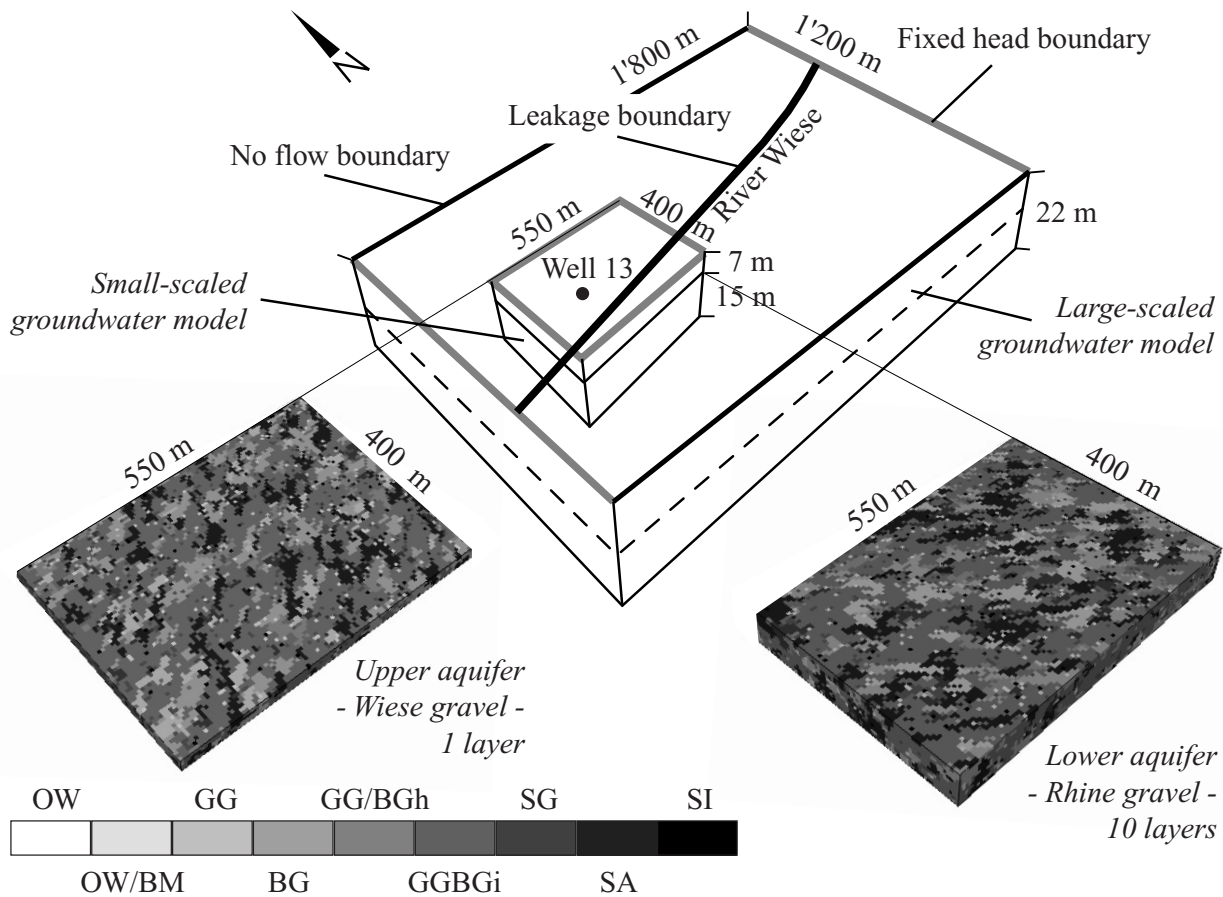 1'800 m
1'200 m
Fixed head boundary
N
Leakage boundary
No flow boundary
River Wiese
550 m
400 m
22 m
Well 13
7 m
15 m
Small-scaled
groundwater model
Large-scaled
groundwater model
550 m
400 m
550 m
400 m
Upper aquifer
- Wiese gravel -
1 layer
Lower aquifer
- Rhine gravel -
10 layers
OW GG GG/BGh SG SI
OW/BM BG GGBGi SA